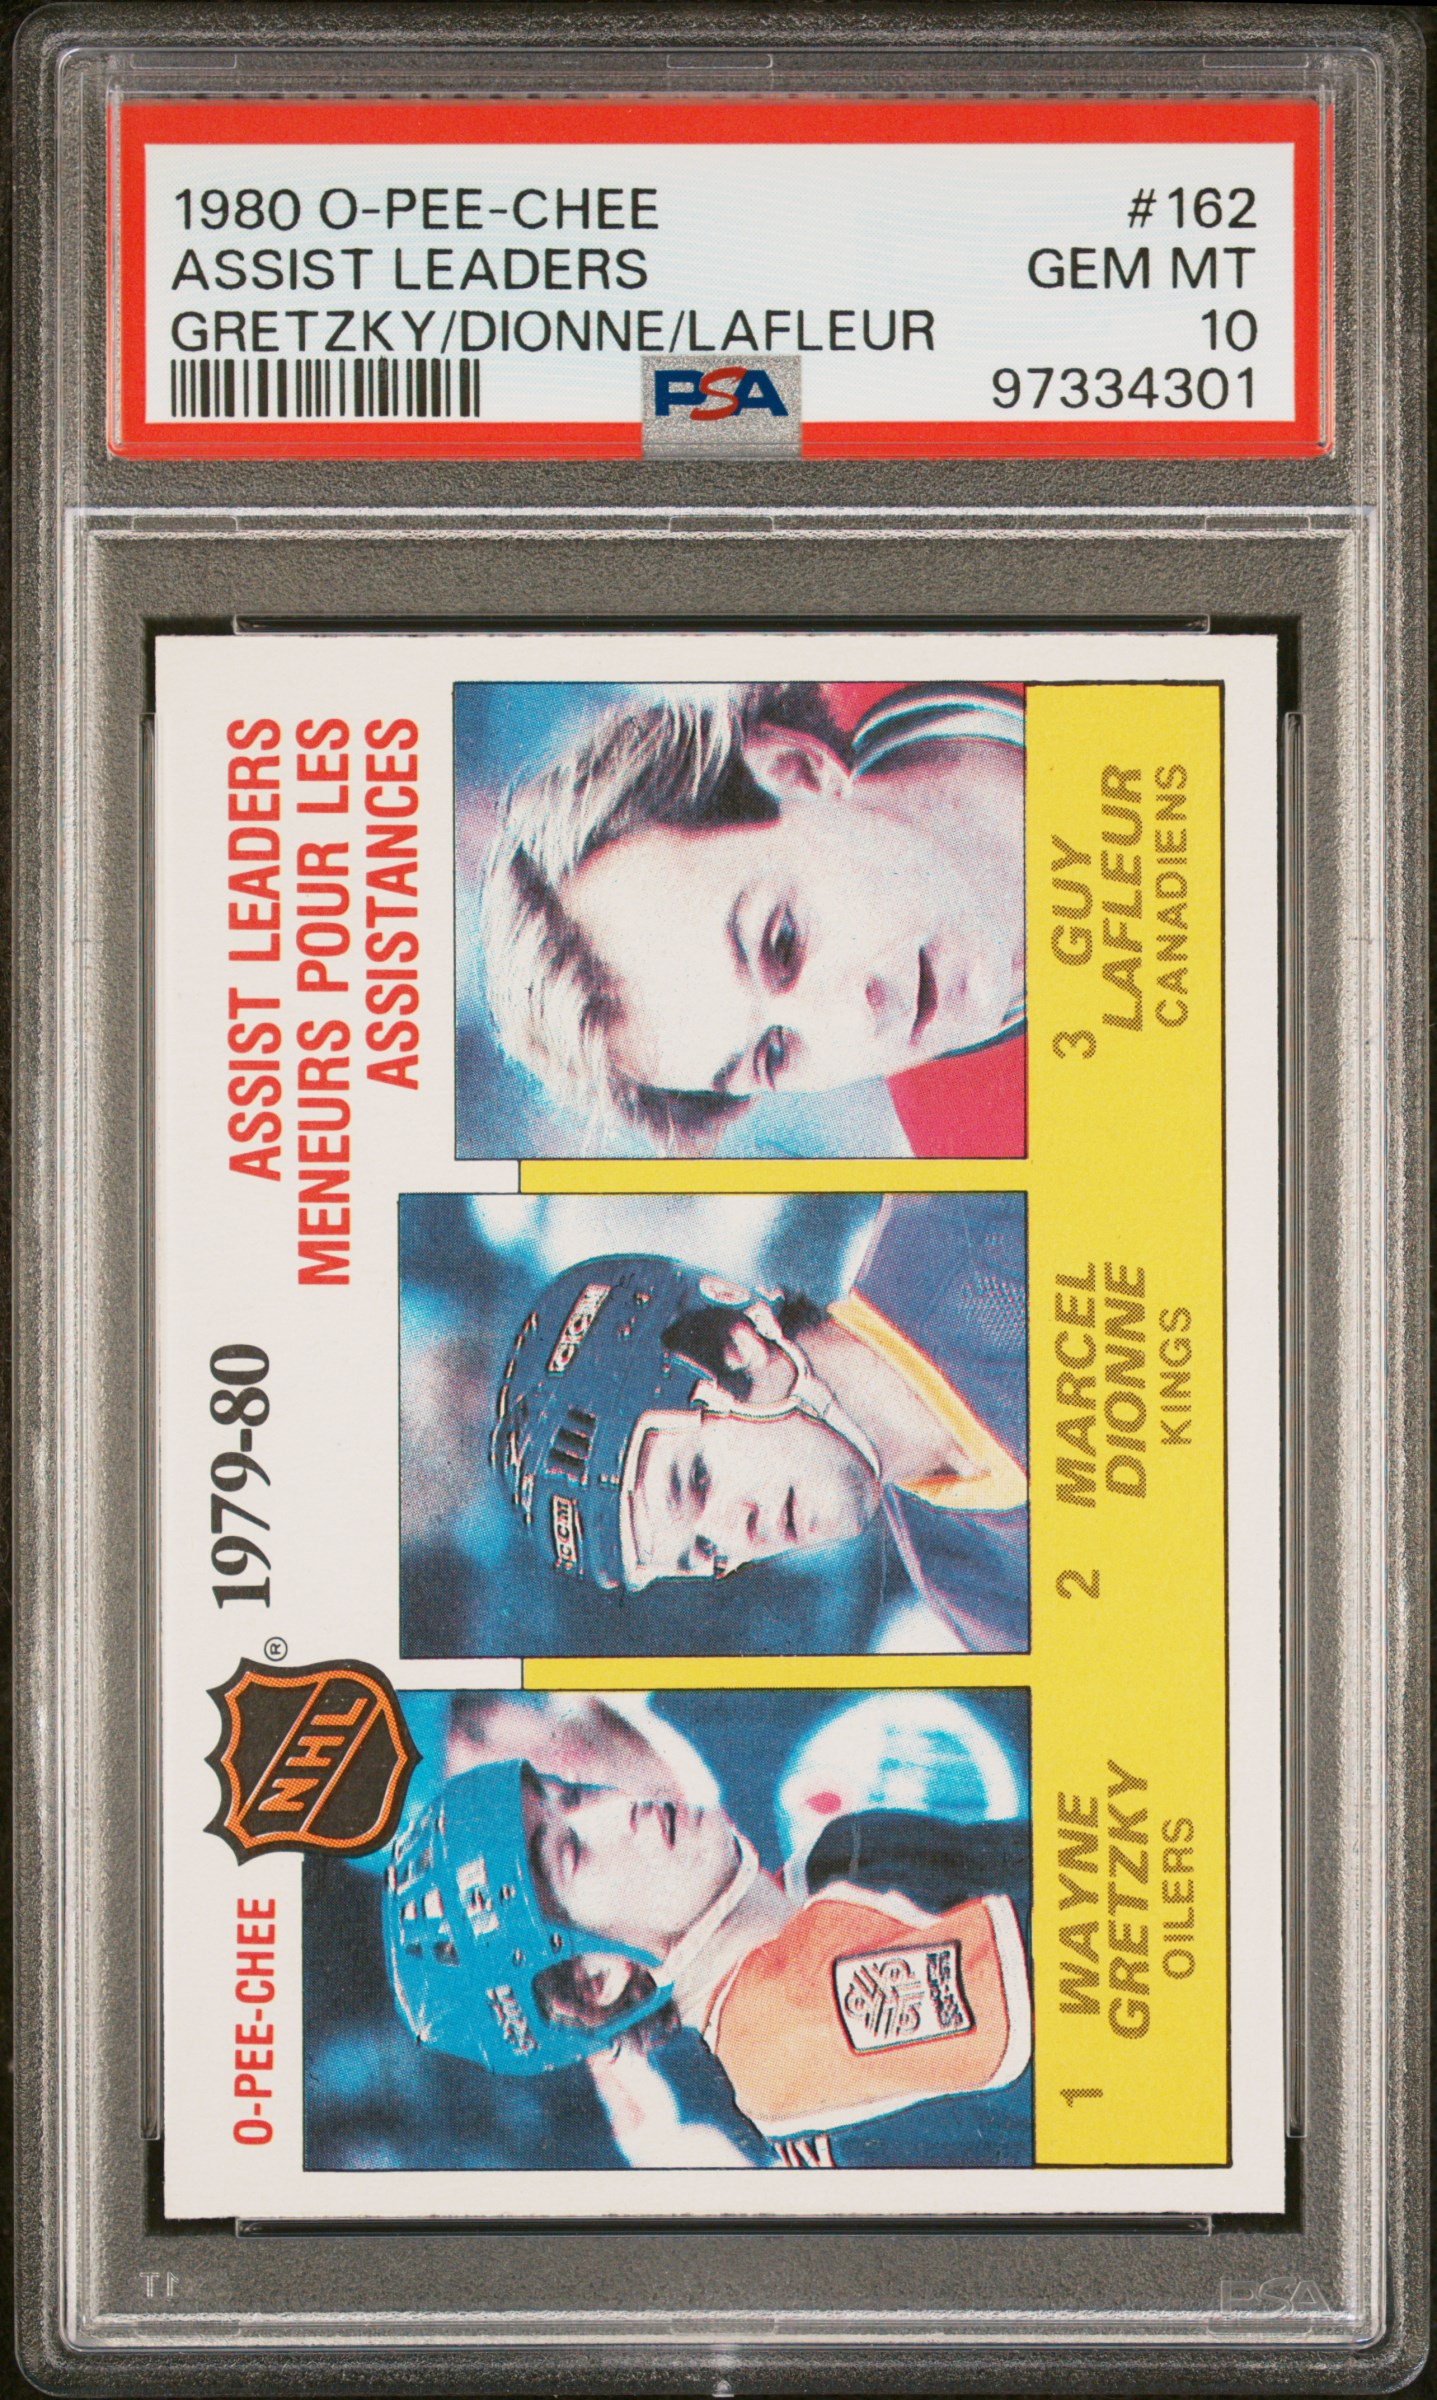 1980 O-PEE-CHEE #162
ASSIST LEADERS GEM MT
GRETZKY/DIONNE/LAFLEUR 10
PSA 97334301
O-PEE-CHEE
NHL ®
1979-80
ASSIST LEADERS
MENEURS POUR LES
ASSISTANCES
CCM
CCM
1 WAYNE
GRETZKY
OILERS
2 MARCEL
DIONNE
KINGS
3 GUY
LAFLEUR
CANADIENS
PSA